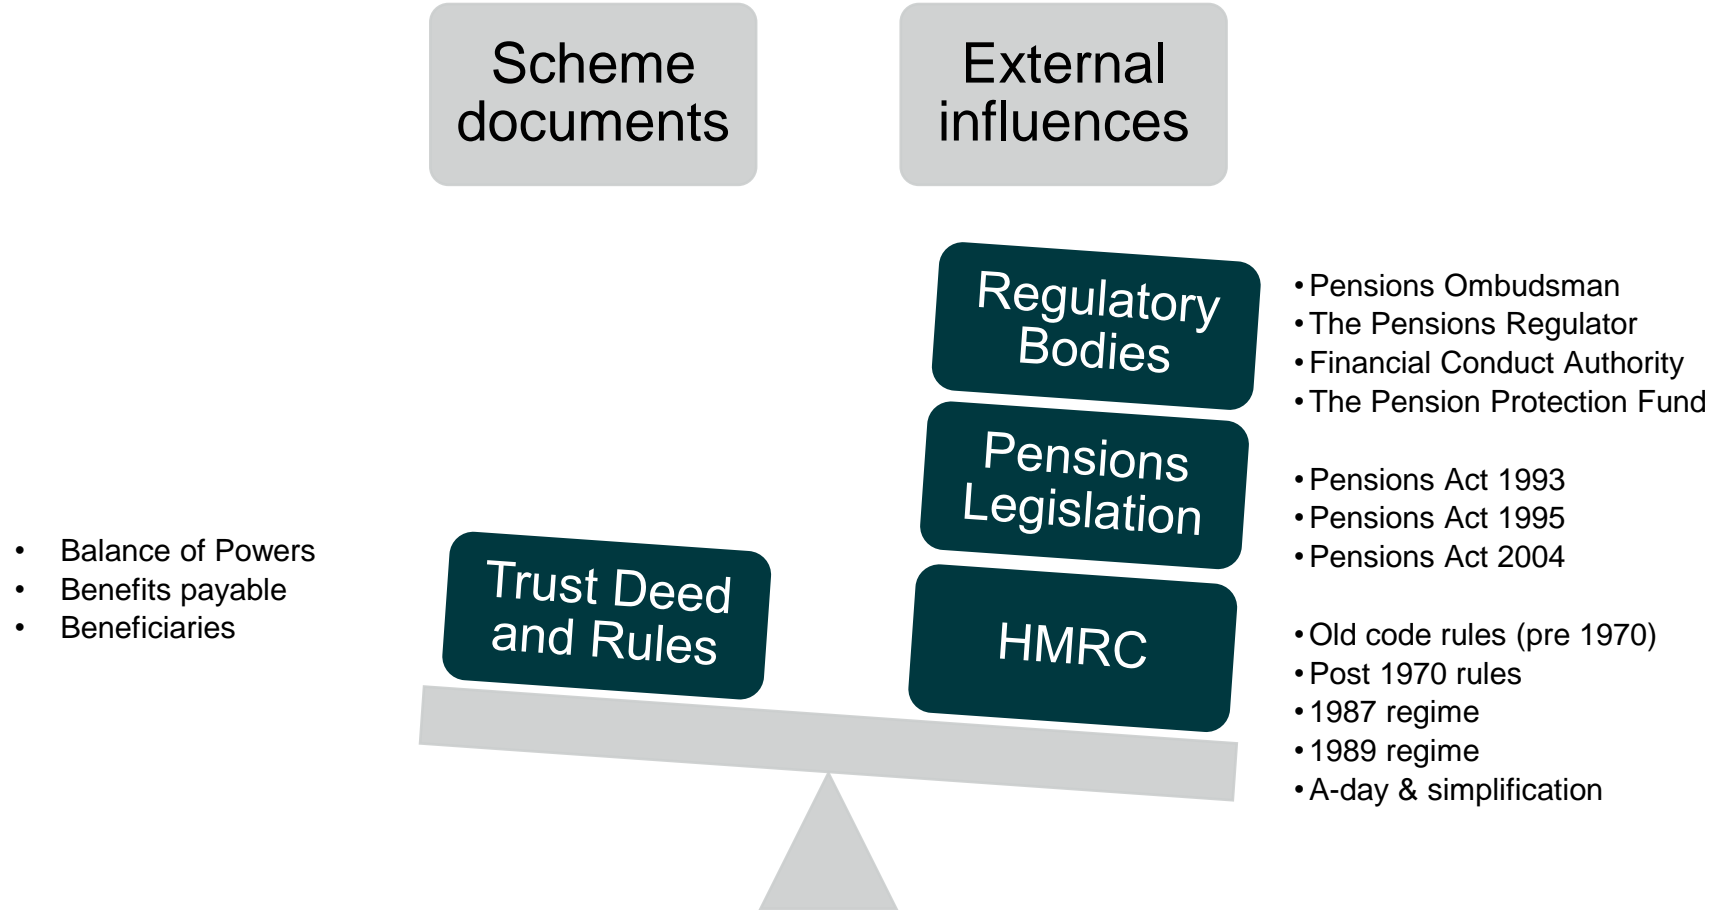 Scheme
documents
External
influences
Regulatory
Bodies
• Pensions Ombudsman
• The Pensions Regulator
• Financial Conduct Authority
• The Pension Protection Fund
Pensions
Legislation
• Pensions Act 1993
• Pensions Act 1995
• Pensions Act 2004
• Balance of Powers
• Benefits payable
• Beneficiaries
Trust Deed
and Rules
HMRC
• Old code rules (pre 1970)
• Post 1970 rules
• 1987 regime
• 1989 regime
• A-day & simplification